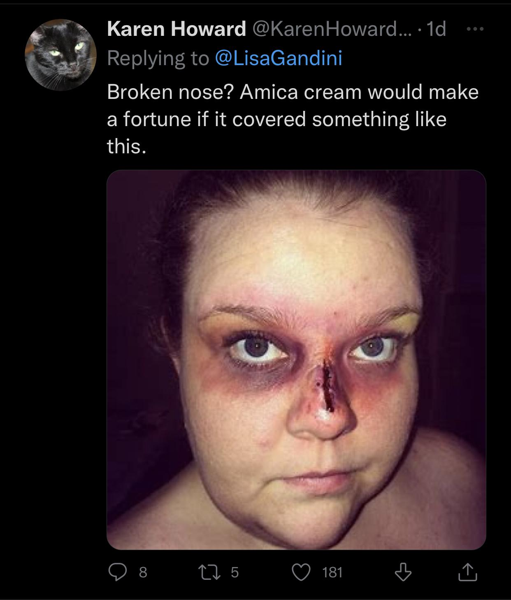 Karen Howard @KarenHoward... · 1d
Replying to @LisaGandini
Broken nose? Amica cream would make
a fortune if it covered something like
this.
8 5 181